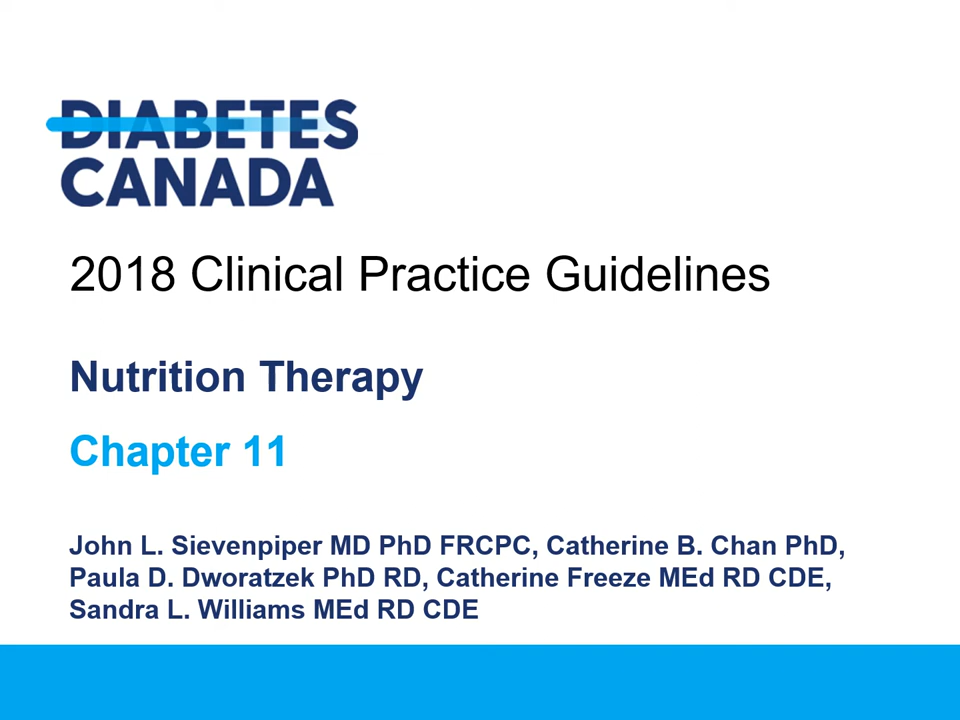 DIABETES
CANADA
2018 Clinical Practice Guidelines
Nutrition Therapy
Chapter 11
John L. Sievenpiper MD PhD FRCPC, Catherine B. Chan PhD,
Paula D. Dworatzek PhD RD, Catherine Freeze MEd RD CDE,
Sandra L. Williams MEd RD CDE